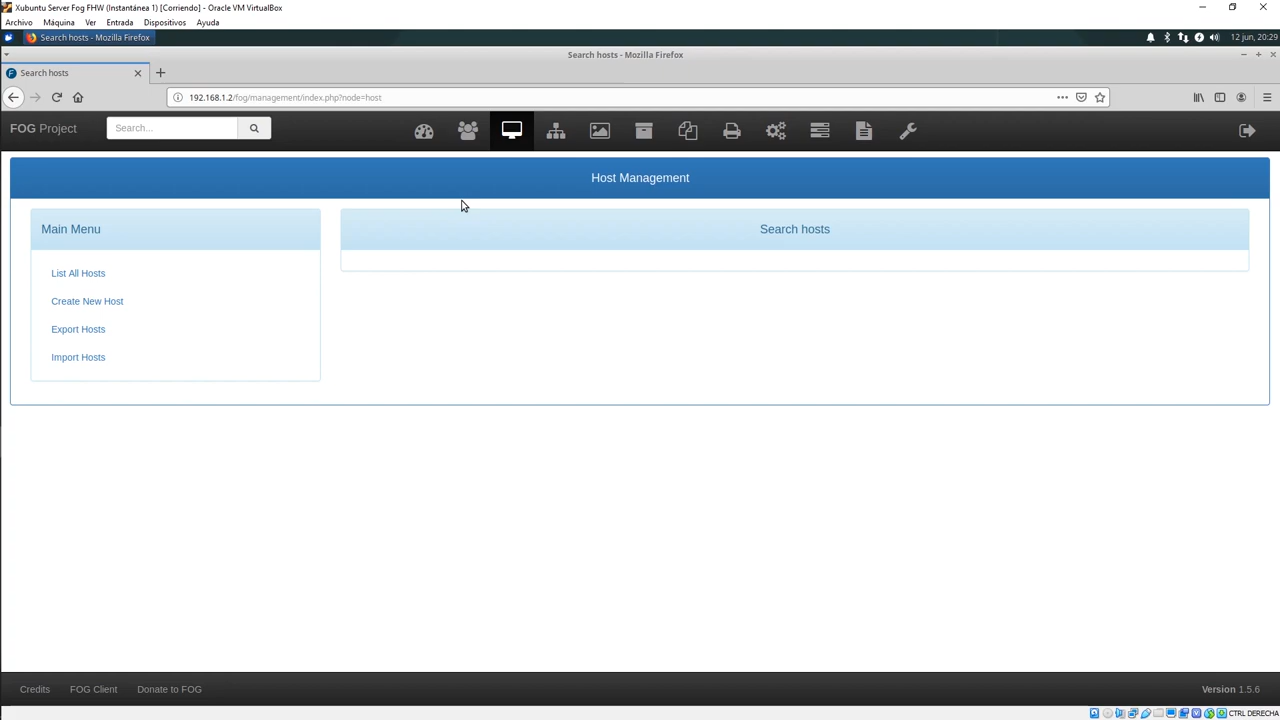 Xubuntu Server Fog FHW (Instantánea 1) [Corriendo] - Oracle VM VirtualBox
Archivo Máquina Ver Entrada Dispositivos Ayuda
Search hosts - Mozilla Firefox
12 jun, 20:29
Search hosts - Mozilla Firefox
Search hosts
192.168.1.2/fog/management/index.php?node=host
FOG Project
Search...
Host Management
Main Menu
Search hosts
List All Hosts
Create New Host
Export Hosts
Import Hosts
Credits FOG Client Donate to FOG
Version 1.5.6
CTRL DERECHA